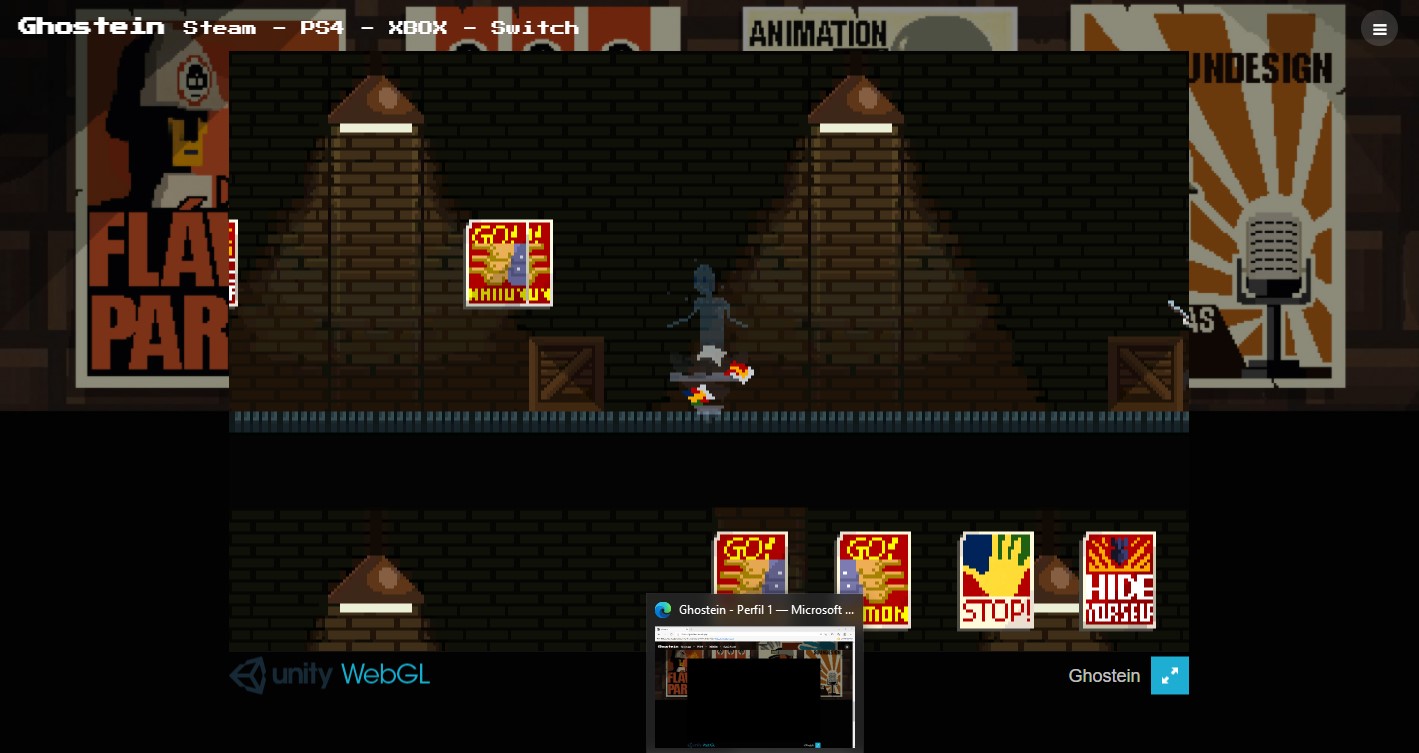 Ghostein Steam - PS4 - XBOX - Switch
ANIMATION
UNDESIGN
FLÁV
PAR
AS
GO!
GO!
GO!
STOP!
HIDE
YOURSELF
MON
Ghostein - Perfil 1 — Microsoft ...
unity WebGL
Ghostein